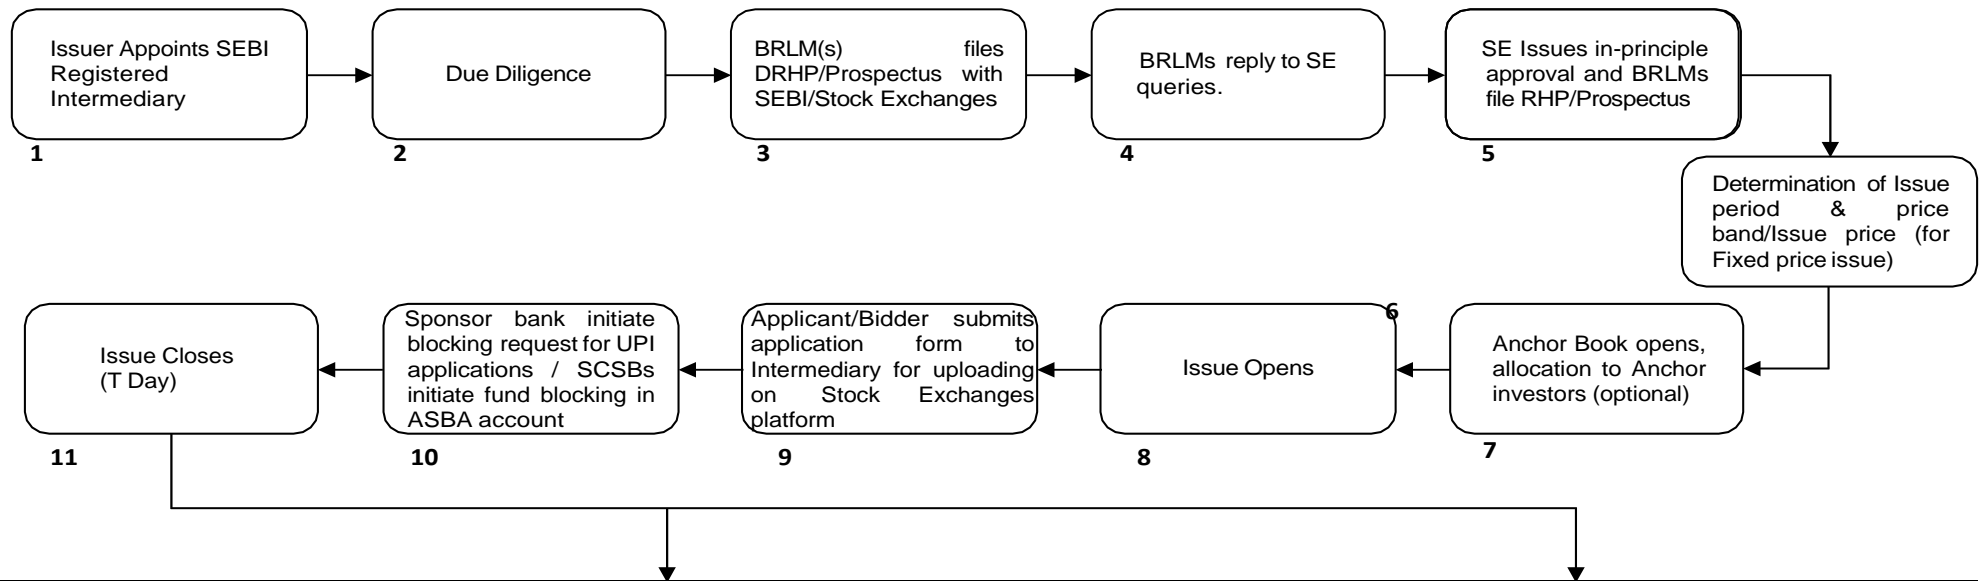 Issuer Appoints SEBI
Registered
Intermediary
1
Due Diligence
2
BRLM(s) files
DRHP/Prospectus with
SEBI/Stock Exchanges
3
BRLMs reply to SE
queries.
4
SE Issues in-principle
approval and BRLMs
file RHP/Prospectus
5
Determination of Issue
period & price
band/Issue price (for
Fixed price issue)
6
Anchor Book opens,
allocation to Anchor
investors (optional)
7
Issue Opens
8
Applicant/Bidder submits
application form to
Intermediary for uploading
on Stock Exchanges
platform
9
Sponsor bank initiate
blocking request for UPI
applications / SCSBs
initiate fund blocking in
ASBA account
10
Issue Closes
(T Day)
11